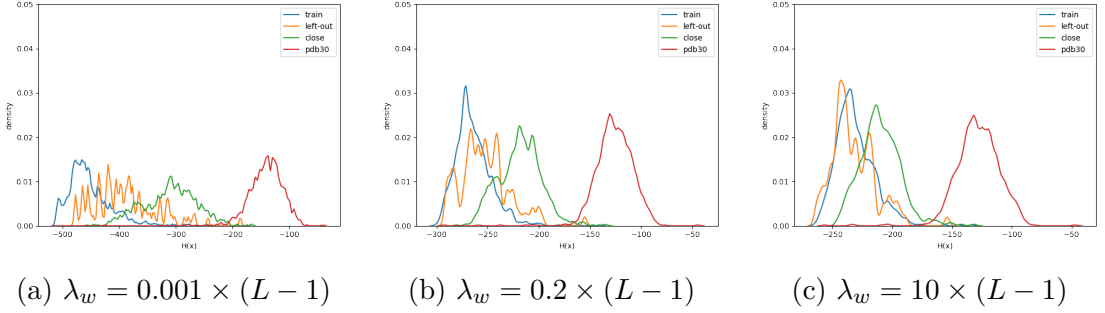 0.05
0.04
0.03
0.02
0.01
0.00
density
−500
−400
−300
−200
−100
H(x)
train
left-out
close
pdb30
0.05
0.04
0.03
0.02
0.01
0.00
density
−300
−250
−200
−150
−100
−50
H(x)
train
left-out
close
pdb30
0.05
0.04
0.03
0.02
0.01
0.00
density
−250
−200
−150
−100
−50
H(x)
train
left-out
close
pdb30
(a) λ_w = 0.001 × (L − 1)
(b) λ_w = 0.2 × (L − 1)
(c) λ_w = 10 × (L − 1)